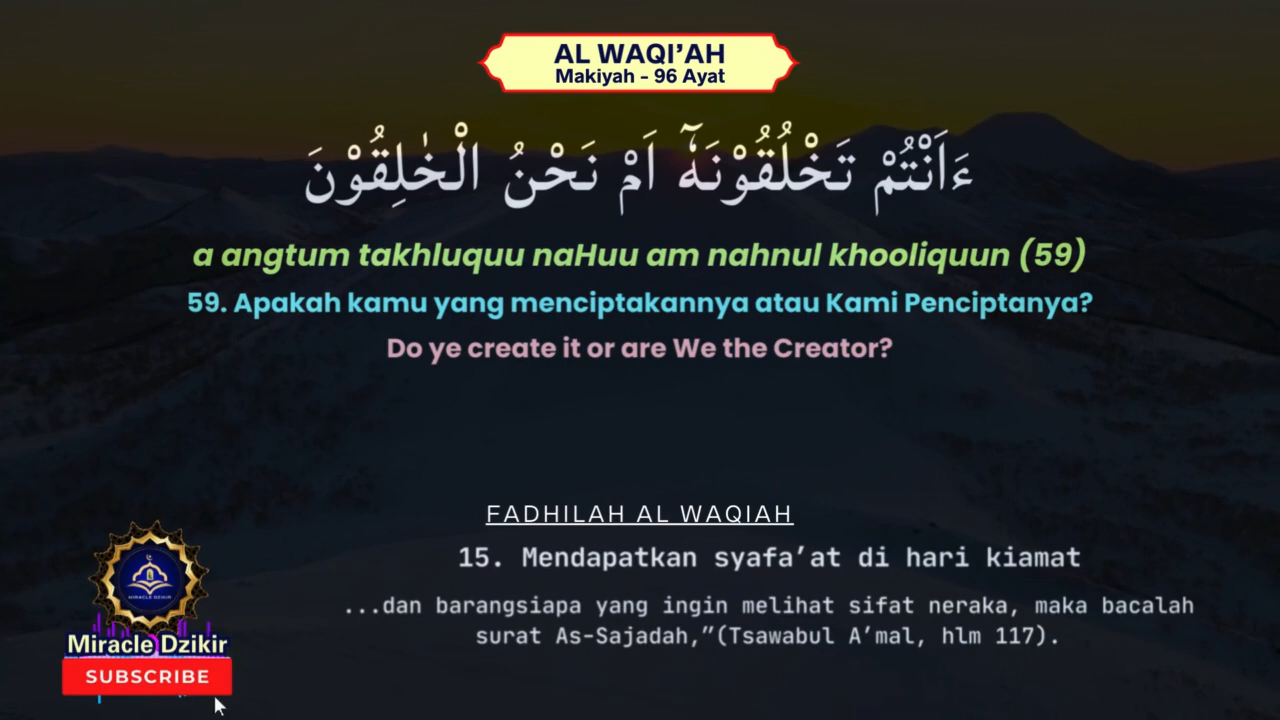 AL WAQI’AH
Makiyah - 96 Ayat
ءَاَنْتُمْ تَخْلُقُوْنَهٗٓ اَمْ نَحْنُ الْخٰلِقُوْنَ
a angtum takhluquu naHuu am nahnul khooliquun (59)
59. Apakah kamu yang menciptakannya atau Kami Penciptanya?
Do ye create it or are We the Creator?
FADHILAH AL WAQIAH
15. Mendapatkan syafa’at di hari kiamat
...dan barangsiapa yang ingin melihat sifat neraka, maka bacalah
surat As-Sajadah,”(Tsawabul A’mal, hlm 117).
MIRACLE DZIKIR
Miracle Dzikir
SUBSCRIBE